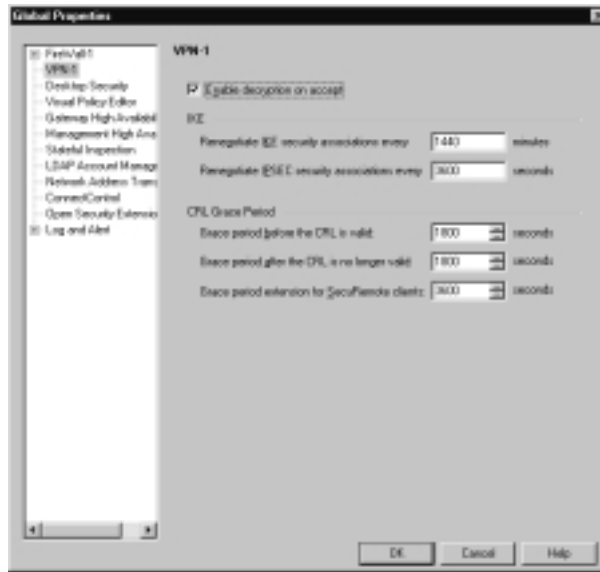 Global Properties
FireWall-1
VPN-1
Desktop Security
Visual Policy Editor
Gateway High Availabil
Management High Ava
Stateful Inspection
LDAP Account Manage
Network Address Trans
ConnectControl
Open Security Extensio
Log and Alert
VPN-1
Enable decryption on accept
IKE
Renegotiate IKE security associations every: 1440 minutes
Renegotiate IPSEC security associations every: 3600 seconds
CRL Grace Period
Grace period before the CRL is valid: 1800 seconds
Grace period after the CRL is no longer valid: 1800 seconds
Grace period extension for SecuRemote clients: 3600 seconds
OK Cancel Help